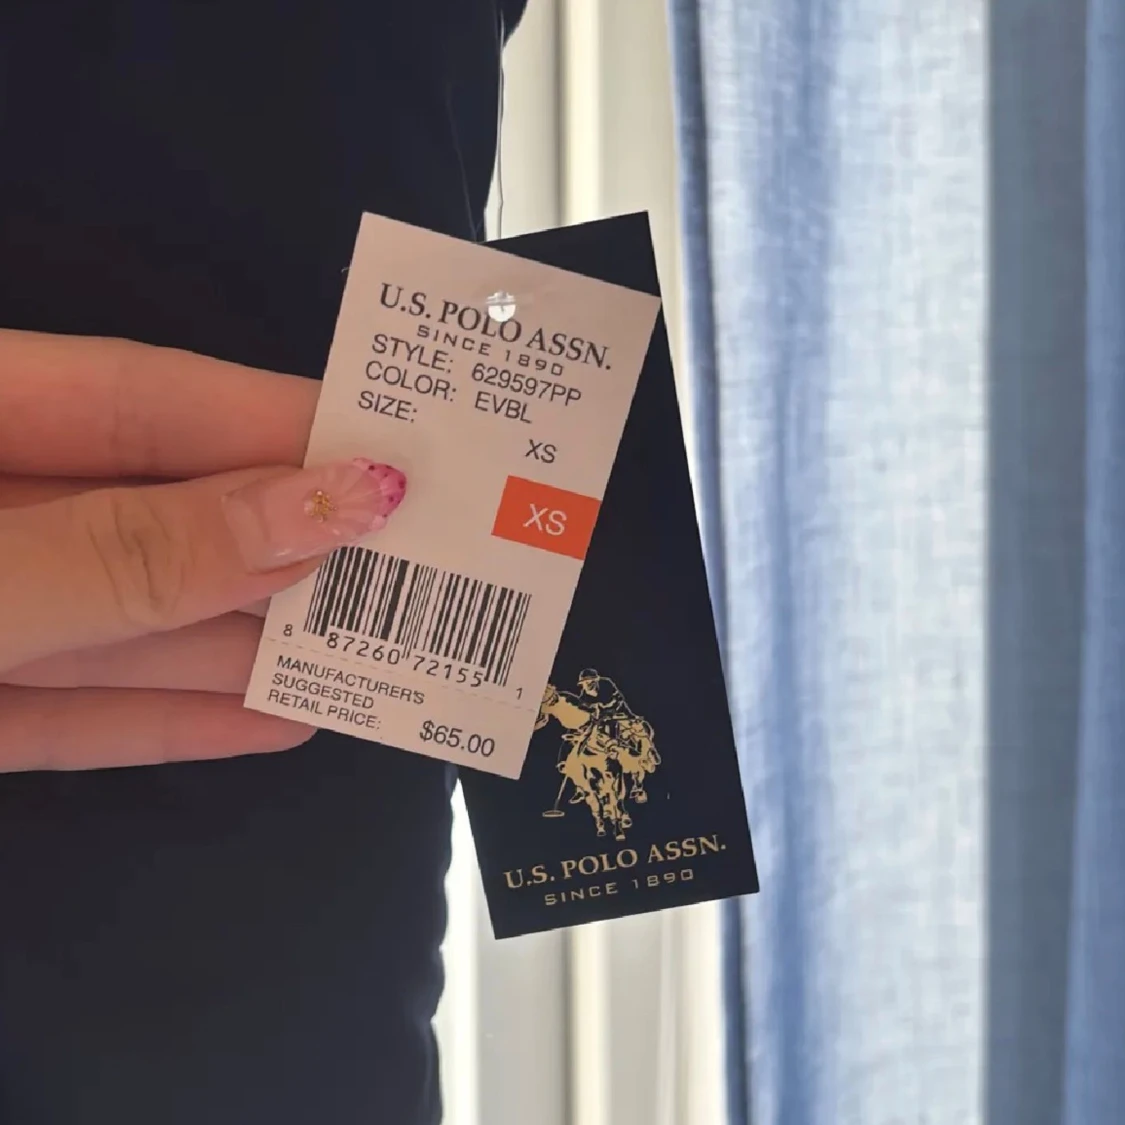 U.S. POLO ASSN.
SINCE 1890
STYLE: 629597PP
COLOR: EVBL
SIZE:
XS
XS
8 87260 72155 1
MANUFACTURER'S
SUGGESTED
RETAIL PRICE: $65.00
U.S. POLO ASSN.
SINCE 1890